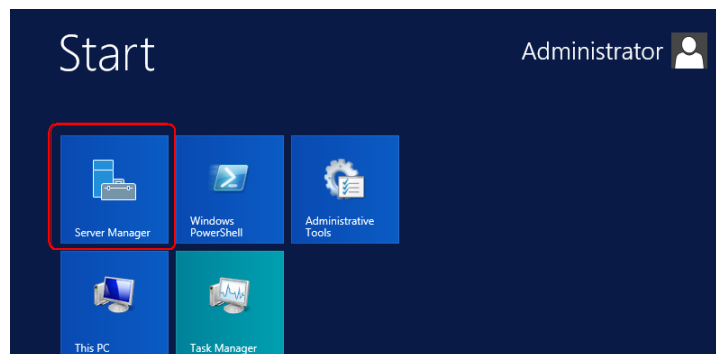 Start
Administrator
Server Manager
Windows
PowerShell
Administrative
Tools
This PC
Task Manager